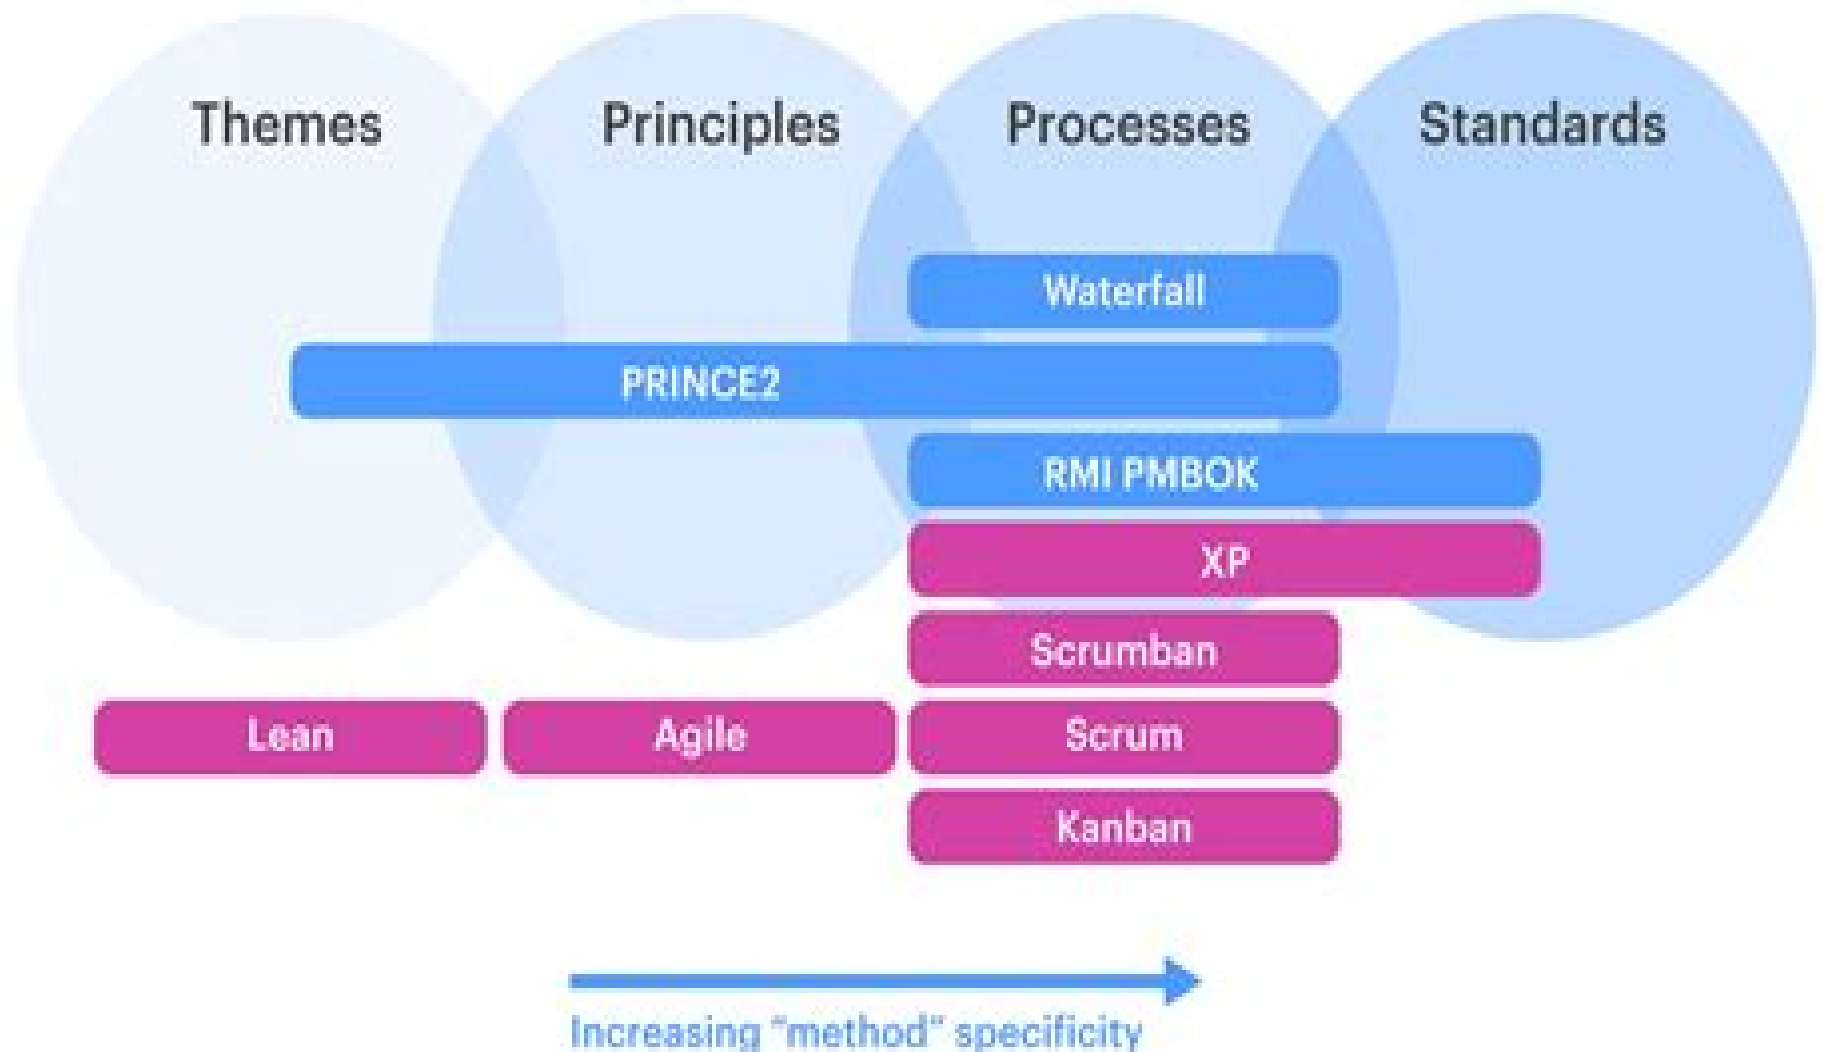 Themes
Principles
Processes
Standards
Waterfall
PRINCE2
RMI PMBOK
XP
Scrumban
Lean
Agile
Scrum
Kanban
Increasing “method” specificity